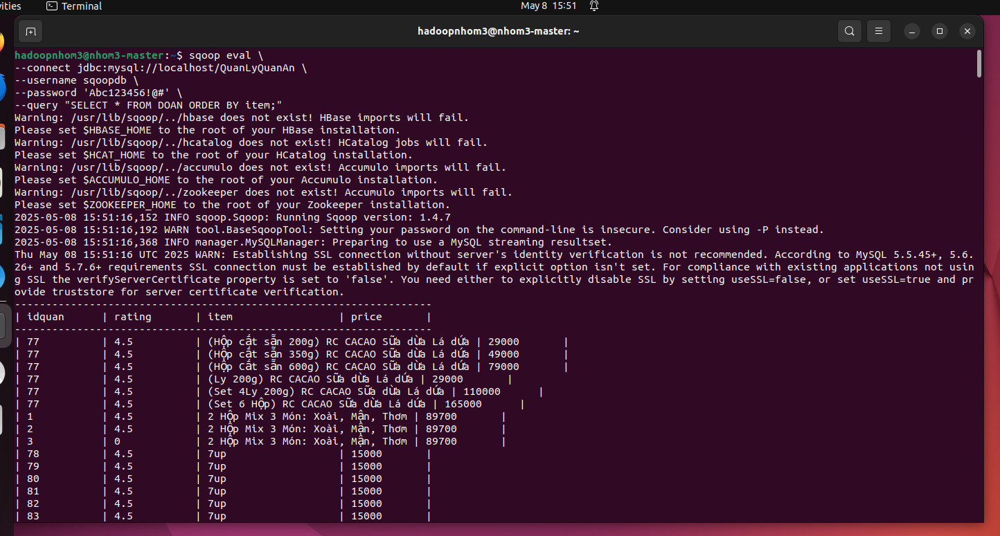 ities Terminal May 8 15:51
hadoopnhom3@nhom3-master: ~
hadoopnhom3@nhom3-master:~$ sqoop eval \
--connect jdbc:mysql://localhost/QuanLyQuanAn \
--username sqoopdb \
--password 'Abc123456!@#' \
--query "SELECT * FROM DOAN ORDER BY item;"
Warning: /usr/lib/sqoop/../hbase does not exist! HBase imports will fail.
Please set $HBASE_HOME to the root of your HBase installation.
Warning: /usr/lib/sqoop/../hcatalog does not exist! HCatalog jobs will fail.
Please set $HCAT_HOME to the root of your HCatalog installation.
Warning: /usr/lib/sqoop/../accumulo does not exist! Accumulo imports will fail.
Please set $ACCUMULO_HOME to the root of your Accumulo installation.
Warning: /usr/lib/sqoop/../zookeeper does not exist! Accumulo imports will fail.
Please set $ZOOKEEPER_HOME to the root of your Zookeeper installation.
2025-05-08 15:51:16,152 INFO sqoop.Sqoop: Running Sqoop version: 1.4.7
2025-05-08 15:51:16,192 WARN tool.BaseSqoopTool: Setting your password on the command-line is insecure. Consider using -P instead.
2025-05-08 15:51:16,368 INFO manager.MySQLManager: Preparing to use a MySQL streaming resultset.
Thu May 08 15:51:16 UTC 2025 WARN: Establishing SSL connection without server's identity verification is not recommended. According to MySQL 5.5.45+, 5.6.
26+ and 5.7.6+ requirements SSL connection must be established by default if explicit option isn't set. For compliance with existing applications not usin
g SSL the verifyServerCertificate property is set to 'false'. You need either to explicitly disable SSL by setting useSSL=false, or set useSSL=true and pr
ovide truststore for server certificate verification.
-------------------------------------------------------------------
| idquan | rating | item | price |
-------------------------------------------------------------------
| 77 | 4.5 | (Hộp cắt sẵn 200g) RC CACAO Sữa dừa Lá dứa | 29000 |
| 77 | 4.5 | (Hộp cắt sẵn 350g) RC CACAO Sữa dừa Lá dứa | 49000 |
| 77 | 4.5 | (Hộp Cắt sẵn 600g) RC CACAO Sữa dừa Lá dứa | 79000 |
| 77 | 4.5 | (Ly 200g) RC CACAO Sữa dừa Lá dứa | 29000 |
| 77 | 4.5 | (Set 4Ly 200g) RC CACAO Sữa dừa Lá dứa | 110000 |
| 77 | 4.5 | (Set 6 Hộp) RC CACAO Sữa dừa Lá dứa | 165000 |
| 1 | 4.5 | 2 Hộp Mix 3 Món: Xoài, Mận, Thơm | 89700 |
| 2 | 4.5 | 2 Hộp Mix 3 Món: Xoài, Mận, Thơm | 89700 |
| 3 | 0 | 2 Hộp Mix 3 Món: Xoài, Mận, Thơm | 89700 |
| 78 | 4.5 | 7up | 15000 |
| 79 | 4.5 | 7up | 15000 |
| 80 | 4.5 | 7up | 15000 |
| 81 | 4.5 | 7up | 15000 |
| 82 | 4.5 | 7up | 15000 |
| 83 | 4.5 | 7up | 15000 |